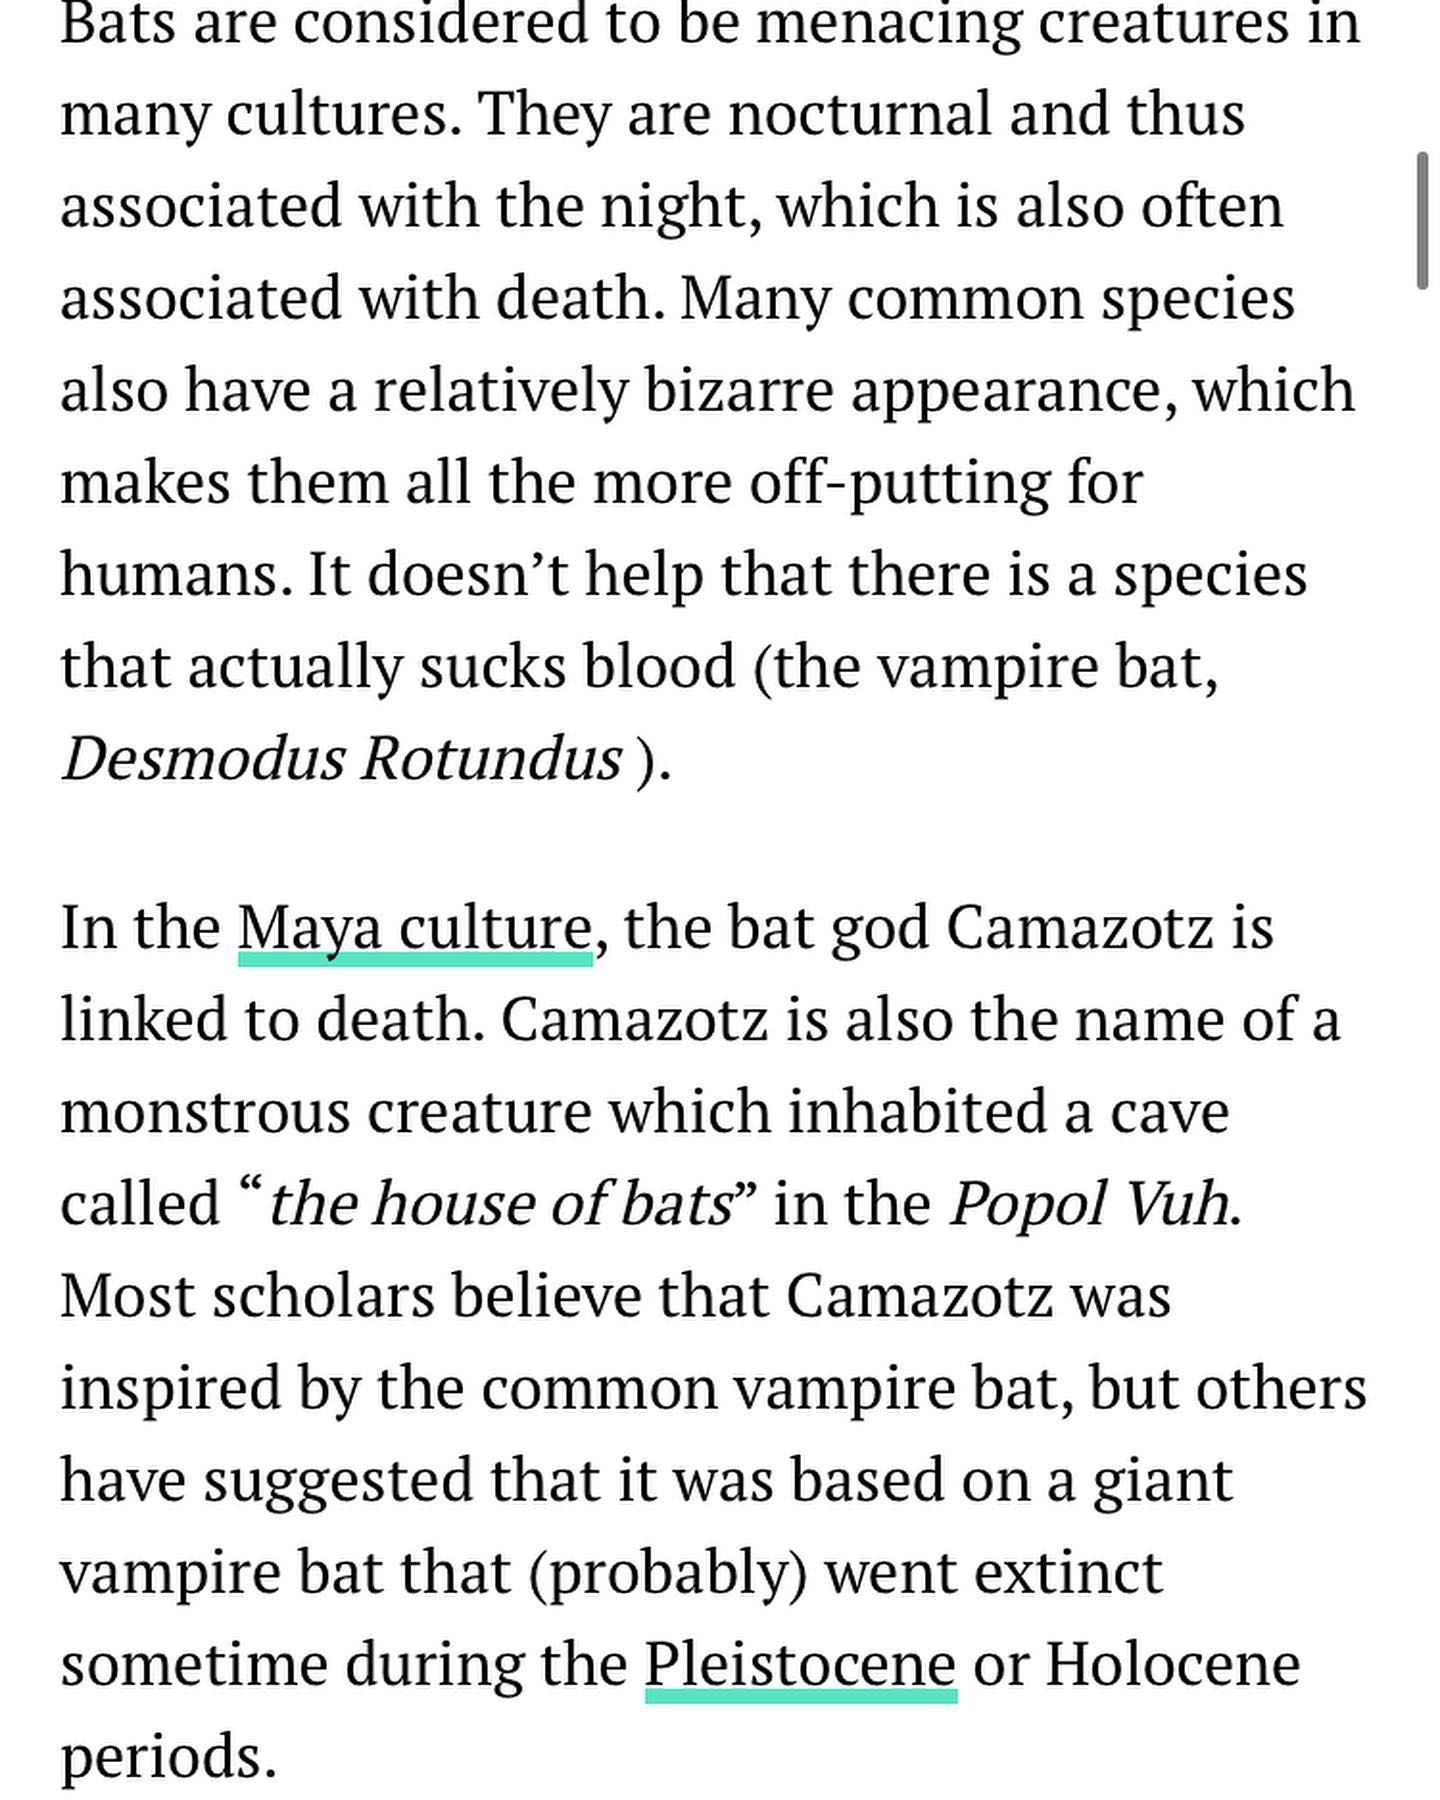 Bats are considered to be menacing creatures in
many cultures. They are nocturnal and thus
associated with the night, which is also often
associated with death. Many common species
also have a relatively bizarre appearance, which
makes them all the more off-putting for
humans. It doesn’t help that there is a species
that actually sucks blood (the vampire bat,
Desmodus Rotundus ).
In the Maya culture, the bat god Camazotz is
linked to death. Camazotz is also the name of a
monstrous creature which inhabited a cave
called “the house of bats” in the Popol Vuh.
Most scholars believe that Camazotz was
inspired by the common vampire bat, but others
have suggested that it was based on a giant
vampire bat that (probably) went extinct
sometime during the Pleistocene or Holocene
periods.